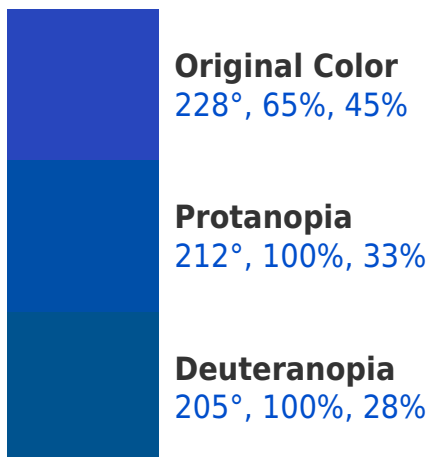 Original Color
228°, 65%, 45%
Protanopia
212°, 100%, 33%
Deuteranopia
205°, 100%, 28%